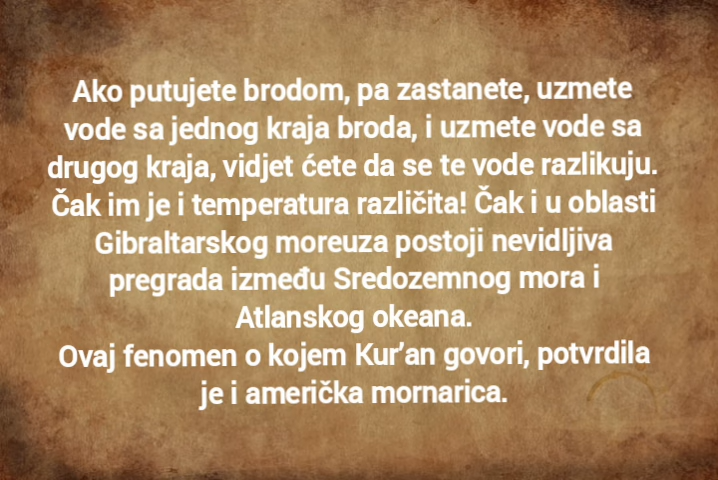 Ako putujete brodom, pa zastanete, uzmete
vode sa jednog kraja broda, i uzmete vode sa
drugog kraja, vidjet ćete da se te vode razlikuju.
Čak im je i temperatura različita! Čak i u oblasti
Gibraltarskog moreuza postoji nevidljiva
pregrada između Sredozemnog mora i
Atlanskog okeana.
Ovaj fenomen o kojem Kur’an govori, potvrdila
je i američka mornarica.